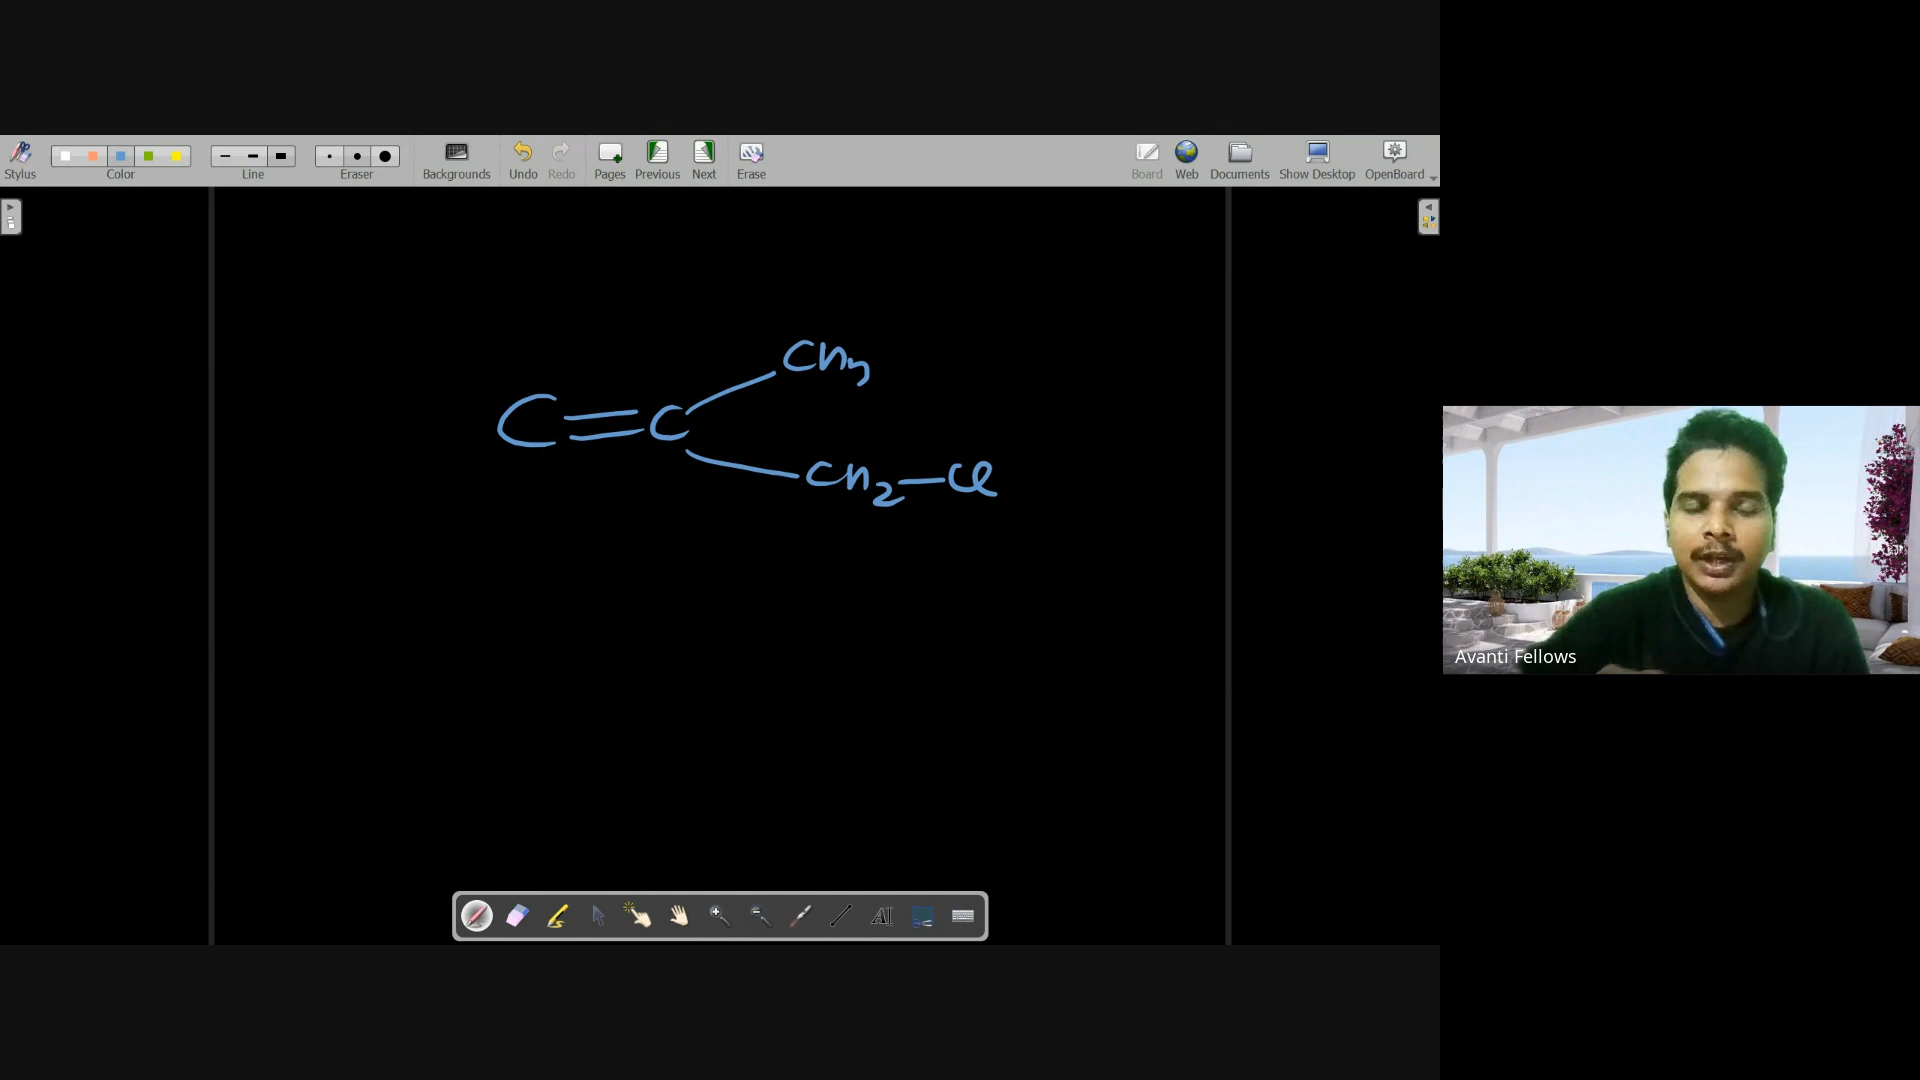 Stylus Color Line Eraser Backgrounds Undo Redo Pages Previous Next Erase Board Web Documents Show Desktop OpenBoard
CH3
C=C
CH2-Cl
Avanti Fellows
AI